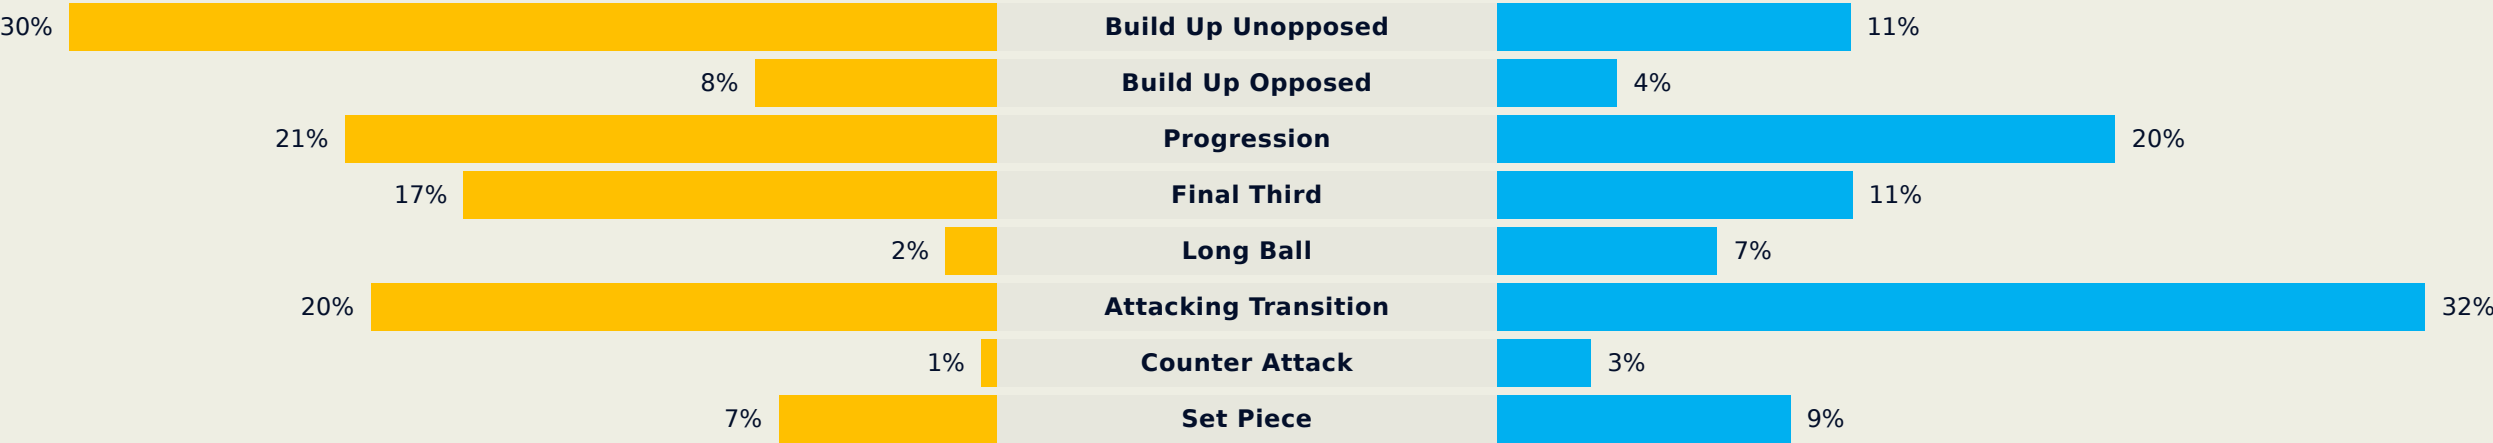 30% Build Up Unopposed 11%
8% Build Up Opposed 4%
21% Progression 20%
17% Final Third 11%
2% Long Ball 7%
20% Attacking Transition 32%
1% Counter Attack 3%
7% Set Piece 9%